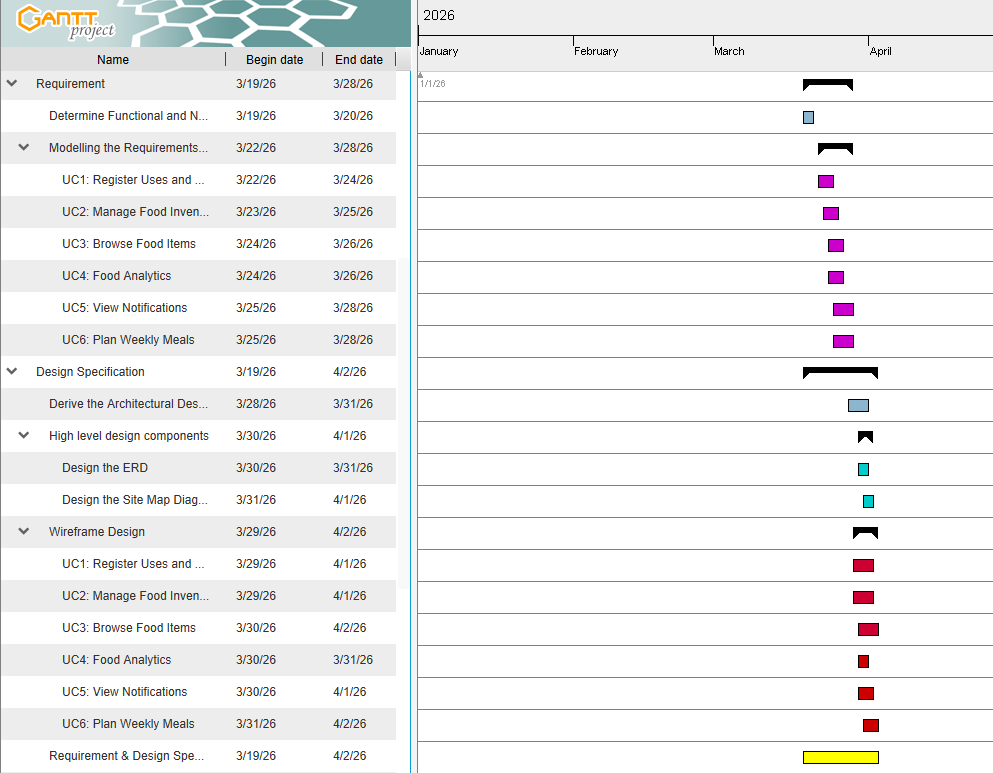 GANTT
project
2026
January February March April
Name Begin date End date
1/1/26
Requirement 3/19/26 3/28/26
Determine Functional and N... 3/19/26 3/20/26
Modelling the Requirements... 3/22/26 3/28/26
UC1: Register Uses and ... 3/22/26 3/24/26
UC2: Manage Food Inven... 3/23/26 3/25/26
UC3: Browse Food Items 3/24/26 3/26/26
UC4: Food Analytics 3/24/26 3/26/26
UC5: View Notifications 3/25/26 3/28/26
UC6: Plan Weekly Meals 3/25/26 3/28/26
Design Specification 3/19/26 4/2/26
Derive the Architectural Des... 3/28/26 3/31/26
High level design components 3/30/26 4/1/26
Design the ERD 3/30/26 3/31/26
Design the Site Map Diag... 3/31/26 4/1/26
Wireframe Design 3/29/26 4/2/26
UC1: Register Uses and ... 3/29/26 4/1/26
UC2: Manage Food Inven... 3/29/26 4/1/26
UC3: Browse Food Items 3/30/26 4/2/26
UC4: Food Analytics 3/30/26 3/31/26
UC5: View Notifications 3/30/26 4/1/26
UC6: Plan Weekly Meals 3/31/26 4/2/26
Requirement & Design Spe... 3/19/26 4/2/26